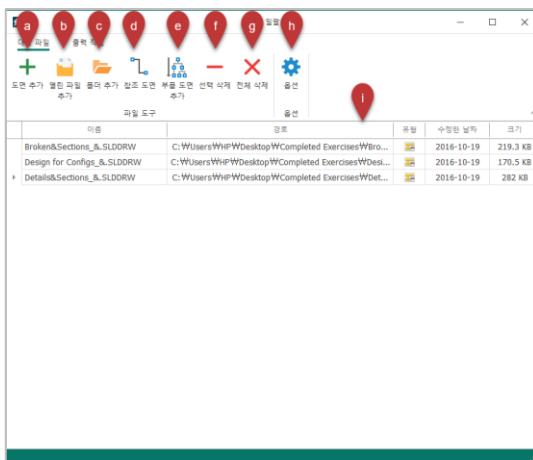 a b c d e f g h
파일
출력
도면 추가 열린 파일 추가 폴더 추가 참조 도면 부품 도면 추가 선택 삭제 전체 삭제 옵션
파일 도구 옵션
i
이름 경로 유형 수정한 날짜 크기
Broken&Sections_&.SLDDRW C:₩Users₩HP₩Desktop₩Completed Exercises₩Bro... 2016-10-19 219.3 KB
Design for Configs_&.SLDDRW C:₩Users₩HP₩Desktop₩Completed Exercises₩Desi... 2016-10-19 170.5 KB
Details&Sections_&.SLDDRW C:₩Users₩HP₩Desktop₩Completed Exercises₩Det... 2016-10-19 282 KB